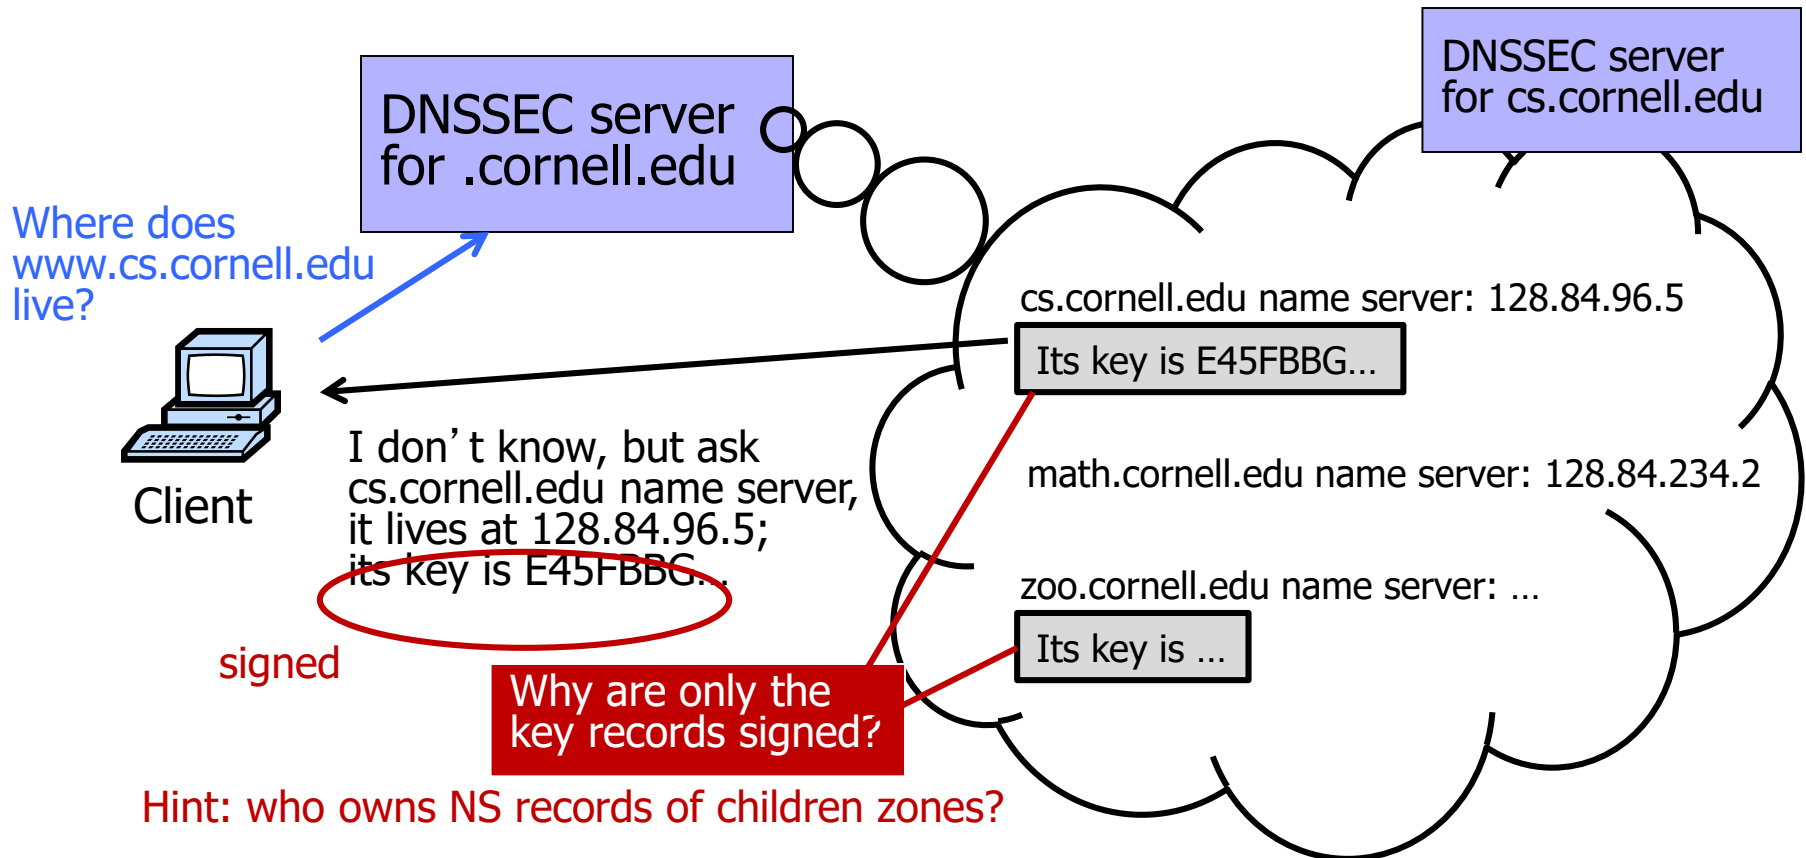 DNSSEC server
for .cornell.edu
DNSSEC server
for cs.cornell.edu
Where does
www.cs.cornell.edu
live?
Client
I don’t know, but ask
cs.cornell.edu name server,
it lives at 128.84.96.5;
its key is E45FBBG…
signed
cs.cornell.edu name server: 128.84.96.5
Its key is E45FBBG…
math.cornell.edu name server: 128.84.234.2
zoo.cornell.edu name server: …
Its key is …
Why are only the
key records signed?
Hint: who owns NS records of children zones?